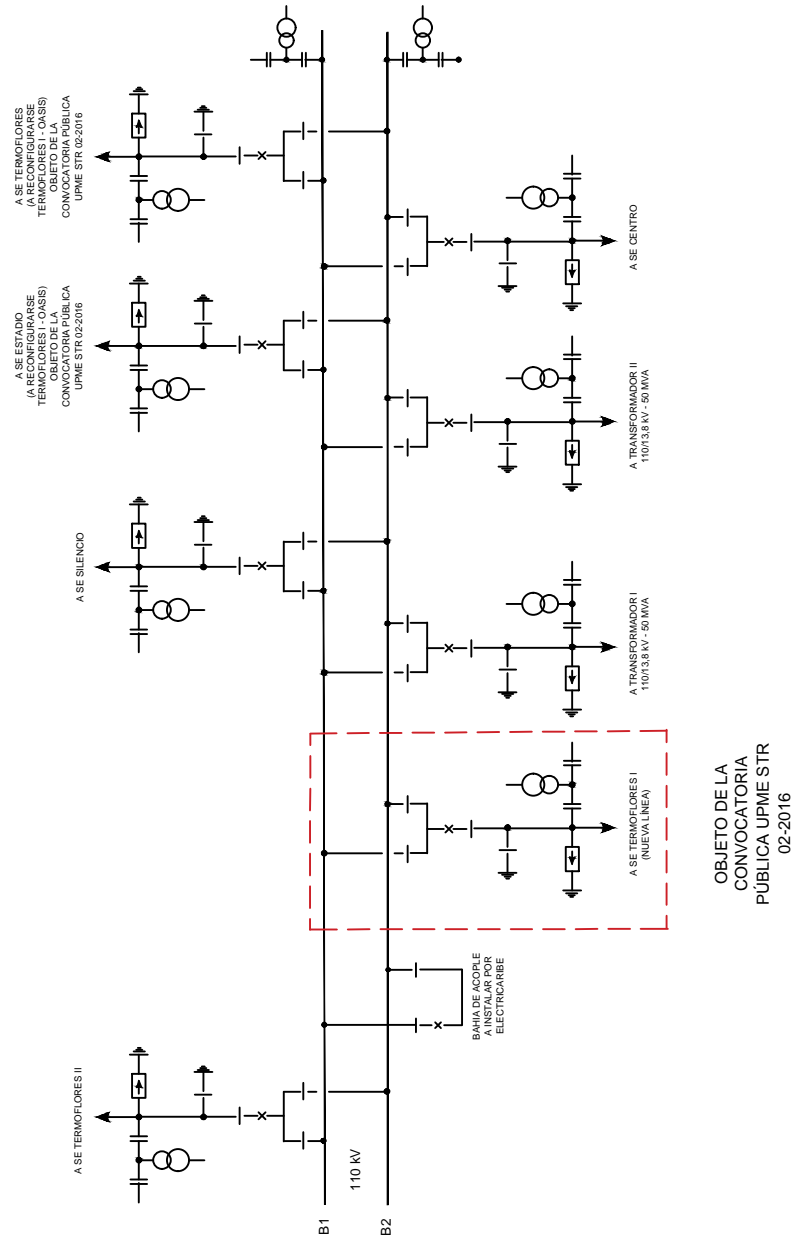 A SE TERMOFLORES
(A RECONFIGURARSE
TERMOFLORES I - OASIS)
OBJETO DE LA
CONVOCATORIA PÚBLICA
UPME STR 02-2016
A SE ESTADIO
(A RECONFIGURARSE
TERMOFLORES I - OASIS)
OBJETO DE LA
CONVOCATORIA PÚBLICA
UPME STR 02-2016
A SE SILENCIO
A SE TERMOFLORES II
B1
110 kV
B2
A SE CENTRO
A TRANSFORMADOR II
110/13,8 kV - 50 MVA
A TRANSFORMADOR I
110/13,8 kV - 50 MVA
A SE TERMOFLORES I
(NUEVA LÍNEA)
BAHIA DE ACOPLE
A INSTALAR POR
ELECTRICARIBE
OBJETO DE LA
CONVOCATORIA
PÚBLICA UPME STR
02-2016